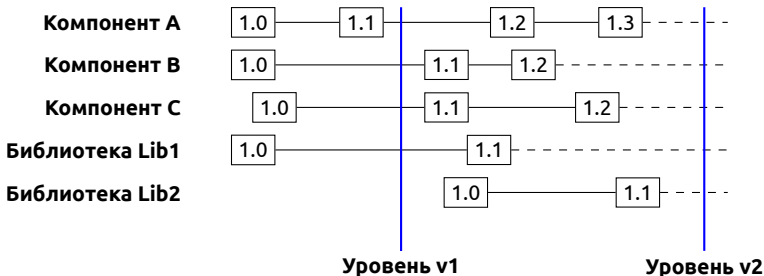 Компонент A 1.0 1.1 1.2 1.3
Компонент B 1.0 1.1 1.2
Компонент C 1.0 1.1 1.2
Библиотека Lib1 1.0 1.1
Библиотека Lib2 1.0 1.1
Уровень v1 Уровень v2